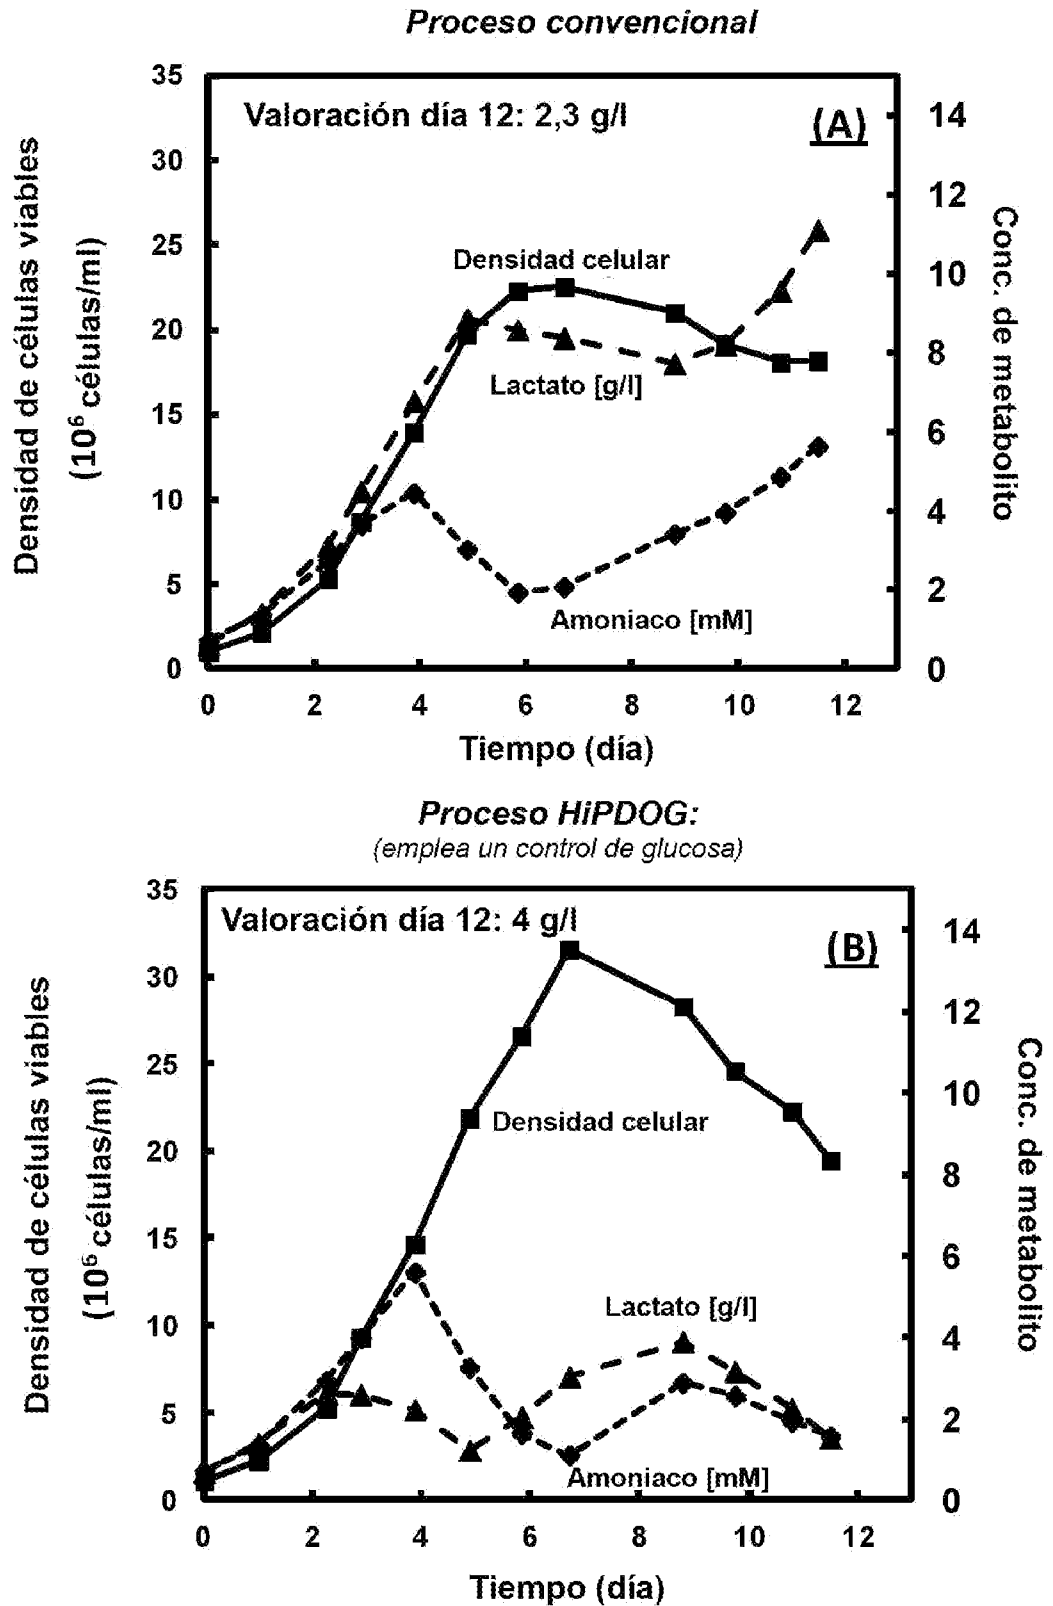 Proceso convencional
Valoración día 12: 2,3 g/l
(A)
Densidad de células viables
(10⁶ células/ml)
35
30
25
20
15
10
5
0
Densidad celular
Lactato [g/l]
Amoniaco [mM]
14
12
10
8
6
4
2
0
Conc. de metabolito
0 2 4 6 8 10 12
Tiempo (día)
Proceso HiPDOG:
(emplea un control de glucosa)
Valoración día 12: 4 g/l
(B)
Densidad de células viables
(10⁶ células/ml)
35
30
25
20
15
10
5
0
Densidad celular
Lactato [g/l]
Amoniaco [mM]
14
12
10
8
6
4
2
0
Conc. de metabolito
0 2 4 6 8 10 12
Tiempo (día)